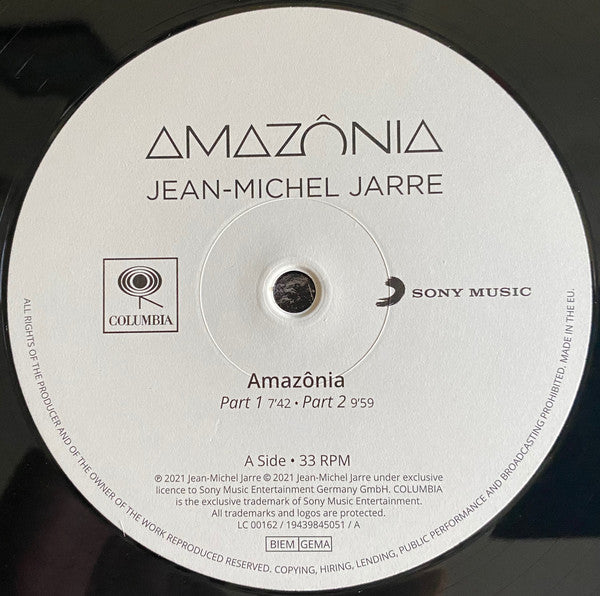 AMAZÔNIA
JEAN-MICHEL JARRE
COLUMBIA
SONY MUSIC
Amazônia
Part 1 7'42 • Part 2 9'59
A Side • 33 RPM
℗ 2021 Jean-Michel Jarre © 2021 Jean-Michel Jarre under exclusive
licence to Sony Music Entertainment Germany GmbH. COLUMBIA
is the exclusive trademark of Sony Music Entertainment.
All trademarks and logos are protected.
LC 00162 / 19439845051 / A
BIEM GEMA
ALL RIGHTS OF THE PRODUCER AND OF THE OWNER OF THE WORK REPRODUCED RESERVED. COPYING, HIRING, LENDING, PUBLIC PERFORMANCE AND BROADCASTING PROHIBITED. MADE IN THE EU.